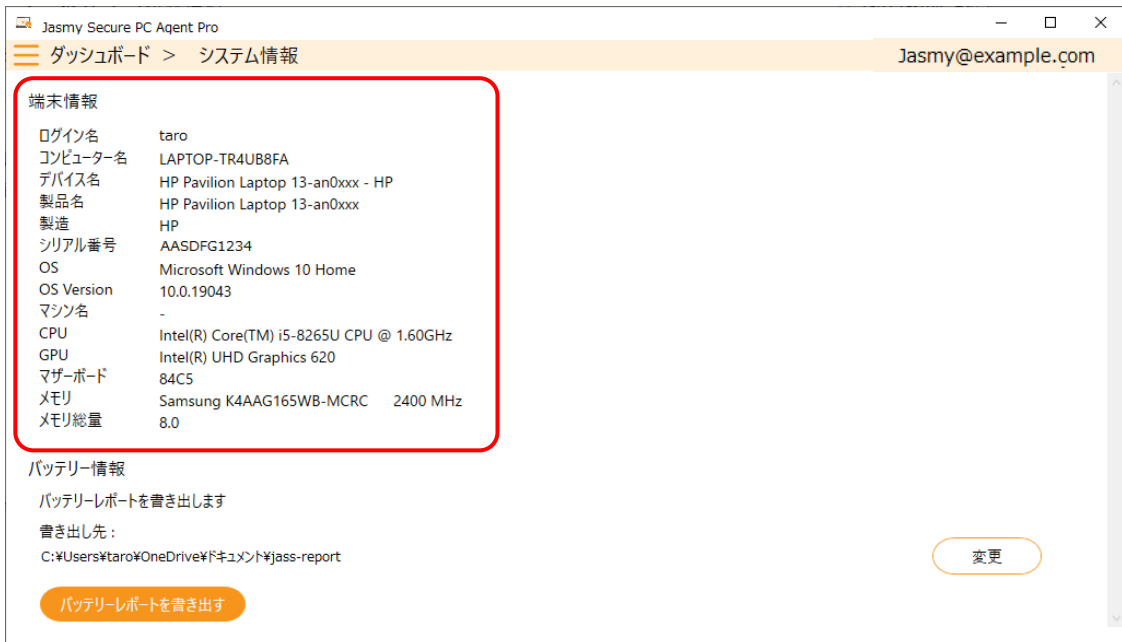 Jasmy Secure PC Agent Pro
ダッシュボード > システム情報 Jasmy@example.com
端末情報
ログイン名 taro
コンピューター名 LAPTOP-TR4UB8FA
デバイス名 HP Pavilion Laptop 13-an0xxx - HP
製品名 HP Pavilion Laptop 13-an0xxx
製造 HP
シリアル番号 AASDFG1234
OS Microsoft Windows 10 Home
OS Version 10.0.19043
マシン名 -
CPU Intel(R) Core(TM) i5-8265U CPU @ 1.60GHz
GPU Intel(R) UHD Graphics 620
マザーボード 84C5
メモリ Samsung K4AAG165WB-MCRC 2400 MHz
メモリ総量 8.0
バッテリー情報
バッテリーレポートを書き出します
書き出し先 :
C:¥Users¥taro¥OneDrive¥ドキュメント¥jass-report 変更
バッテリーレポートを書き出す